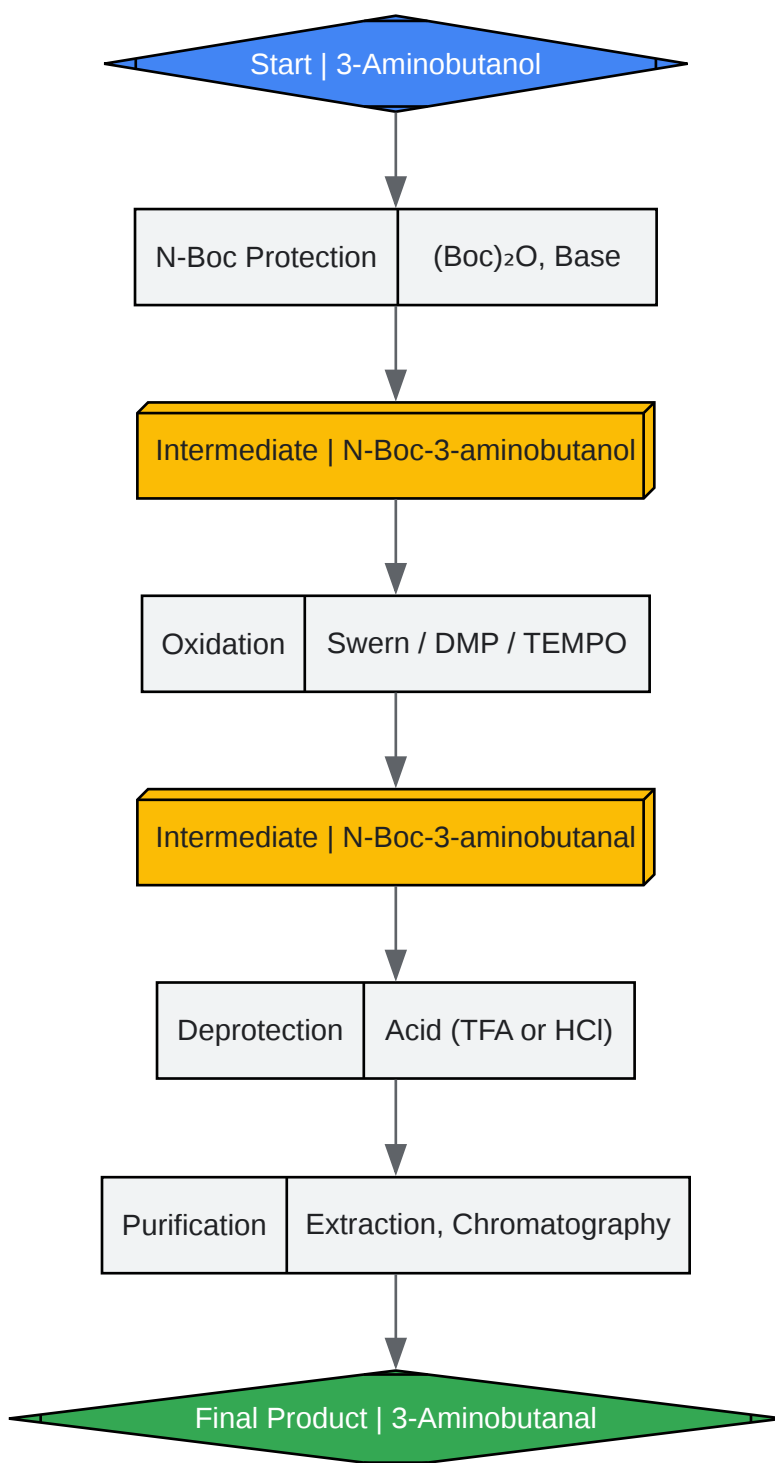 Start | 3-Aminobutanol
N-Boc Protection (Boc)₂O, Base
Intermediate | N-Boc-3-aminobutanol
Oxidation Swern / DMP / TEMPO
Intermediate | N-Boc-3-aminobutanal
Deprotection Acid (TFA or HCl)
Purification Extraction, Chromatography
Final Product | 3-Aminobutanal